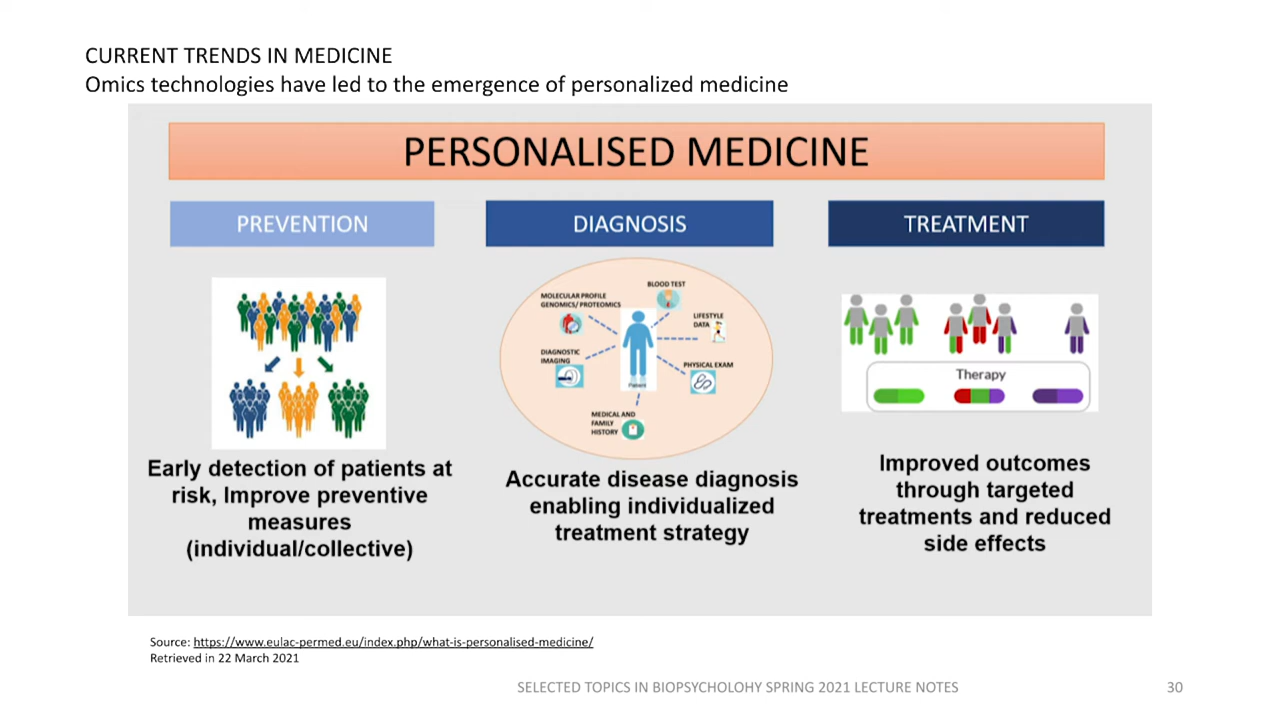 CURRENT TRENDS IN MEDICINE
Omics technologies have led to the emergence of personalized medicine
PERSONALISED MEDICINE
PREVENTION
DIAGNOSIS
TREATMENT
BLOOD TEST
MOLECULAR PROFILE
GENOMICS/ PROTEOMICS
LIFESTYLE
DATA
DIAGNOSTIC
IMAGING
PHYSICAL EXAM
Patient
MEDICAL AND
FAMILY
HISTORY
Therapy
Early detection of patients at
risk, Improve preventive
measures
(individual/collective)
Accurate disease diagnosis
enabling individualized
treatment strategy
Improved outcomes
through targeted
treatments and reduced
side effects
Source: https://www.eulac-permed.eu/index.php/what-is-personalised-medicine/
Retrieved in 22 March 2021
SELECTED TOPICS IN BIOPSYCHOLOHY SPRING 2021 LECTURE NOTES
30